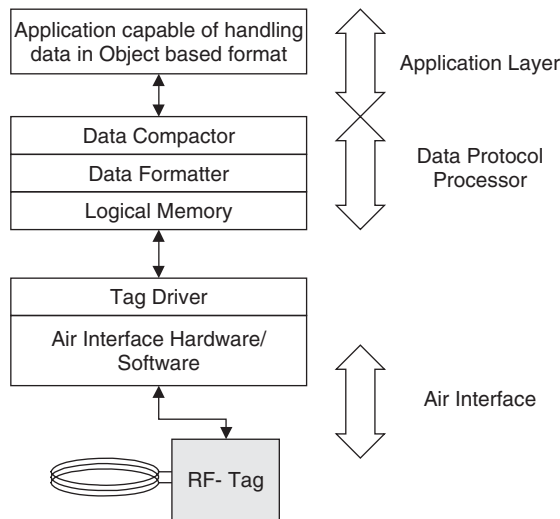 Application capable of handling
data in Object based format
Application Layer
Data Compactor
Data Formatter
Logical Memory
Data Protocol
Processor
Tag Driver
Air Interface Hardware/
Software
Air Interface
RF- Tag